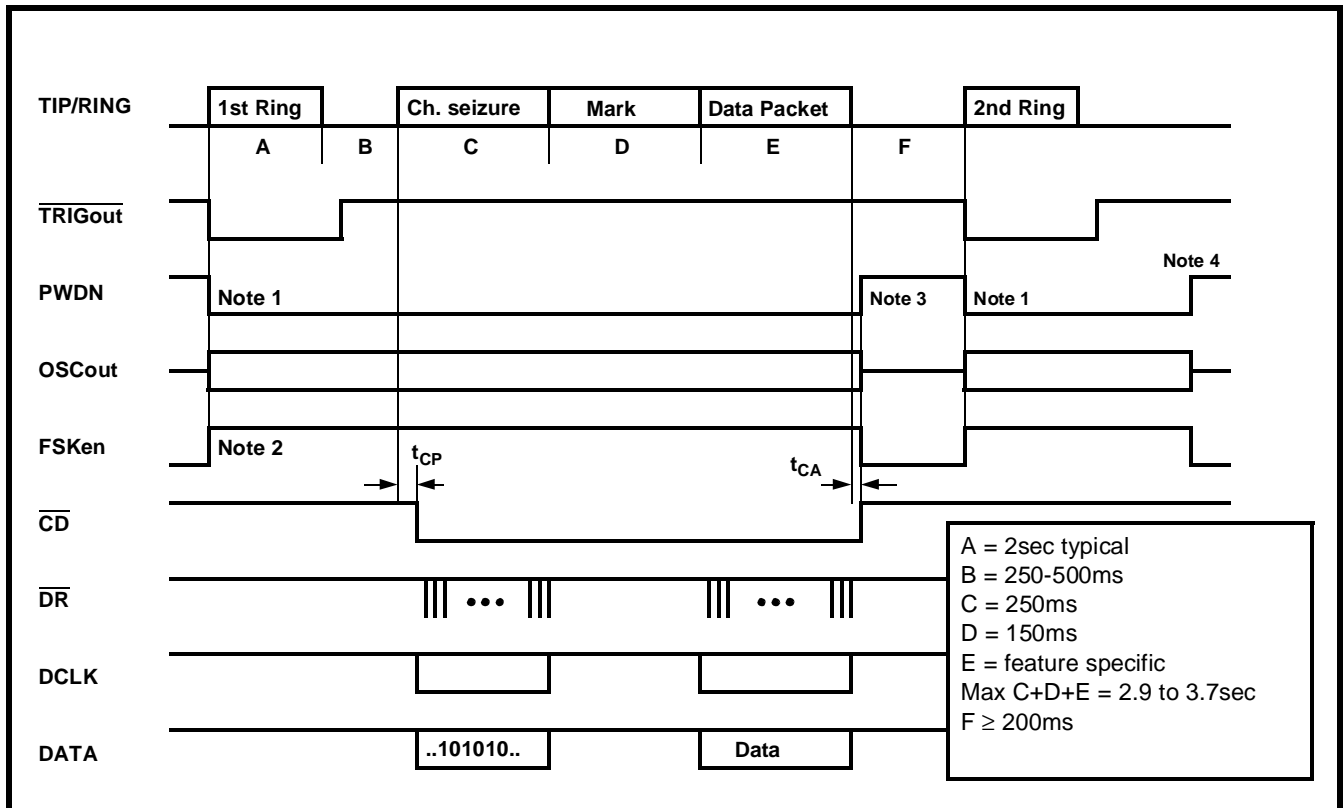 TIP/RING 1st Ring Ch. seizure Mark Data Packet 2nd Ring
A B C D E F
TRIGout
Note 4
PWDN Note 1 Note 3 Note 1
OSCout
FSKen Note 2
tCP tCA
CD
DR ••• •••
DCLK
DATA ..101010.. Data
A = 2sec typical
B = 250-500ms
C = 250ms
D = 150ms
E = feature specific
Max C+D+E = 2.9 to 3.7sec
F ≥ 200ms